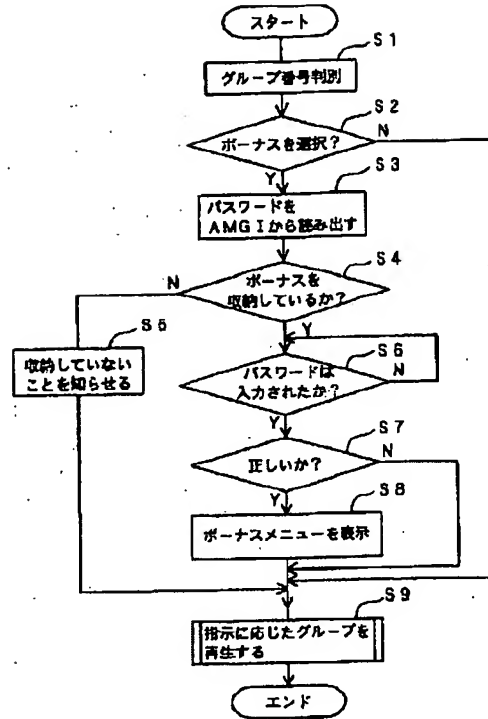 スタート
S1
グループ番号判別
S2
ボーナスを選択？
N
Y
S3
パスワードを
AMGIから読み出す
S4
ボーナスを
収納しているか？
N
Y
S5
収納していない
ことを知らせる
S6
パスワードは
入力されたか？
N
Y
S7
正しいか？
N
Y
S8
ボーナスメニューを表示
S9
指示に応じたグループを
再生する
エンド